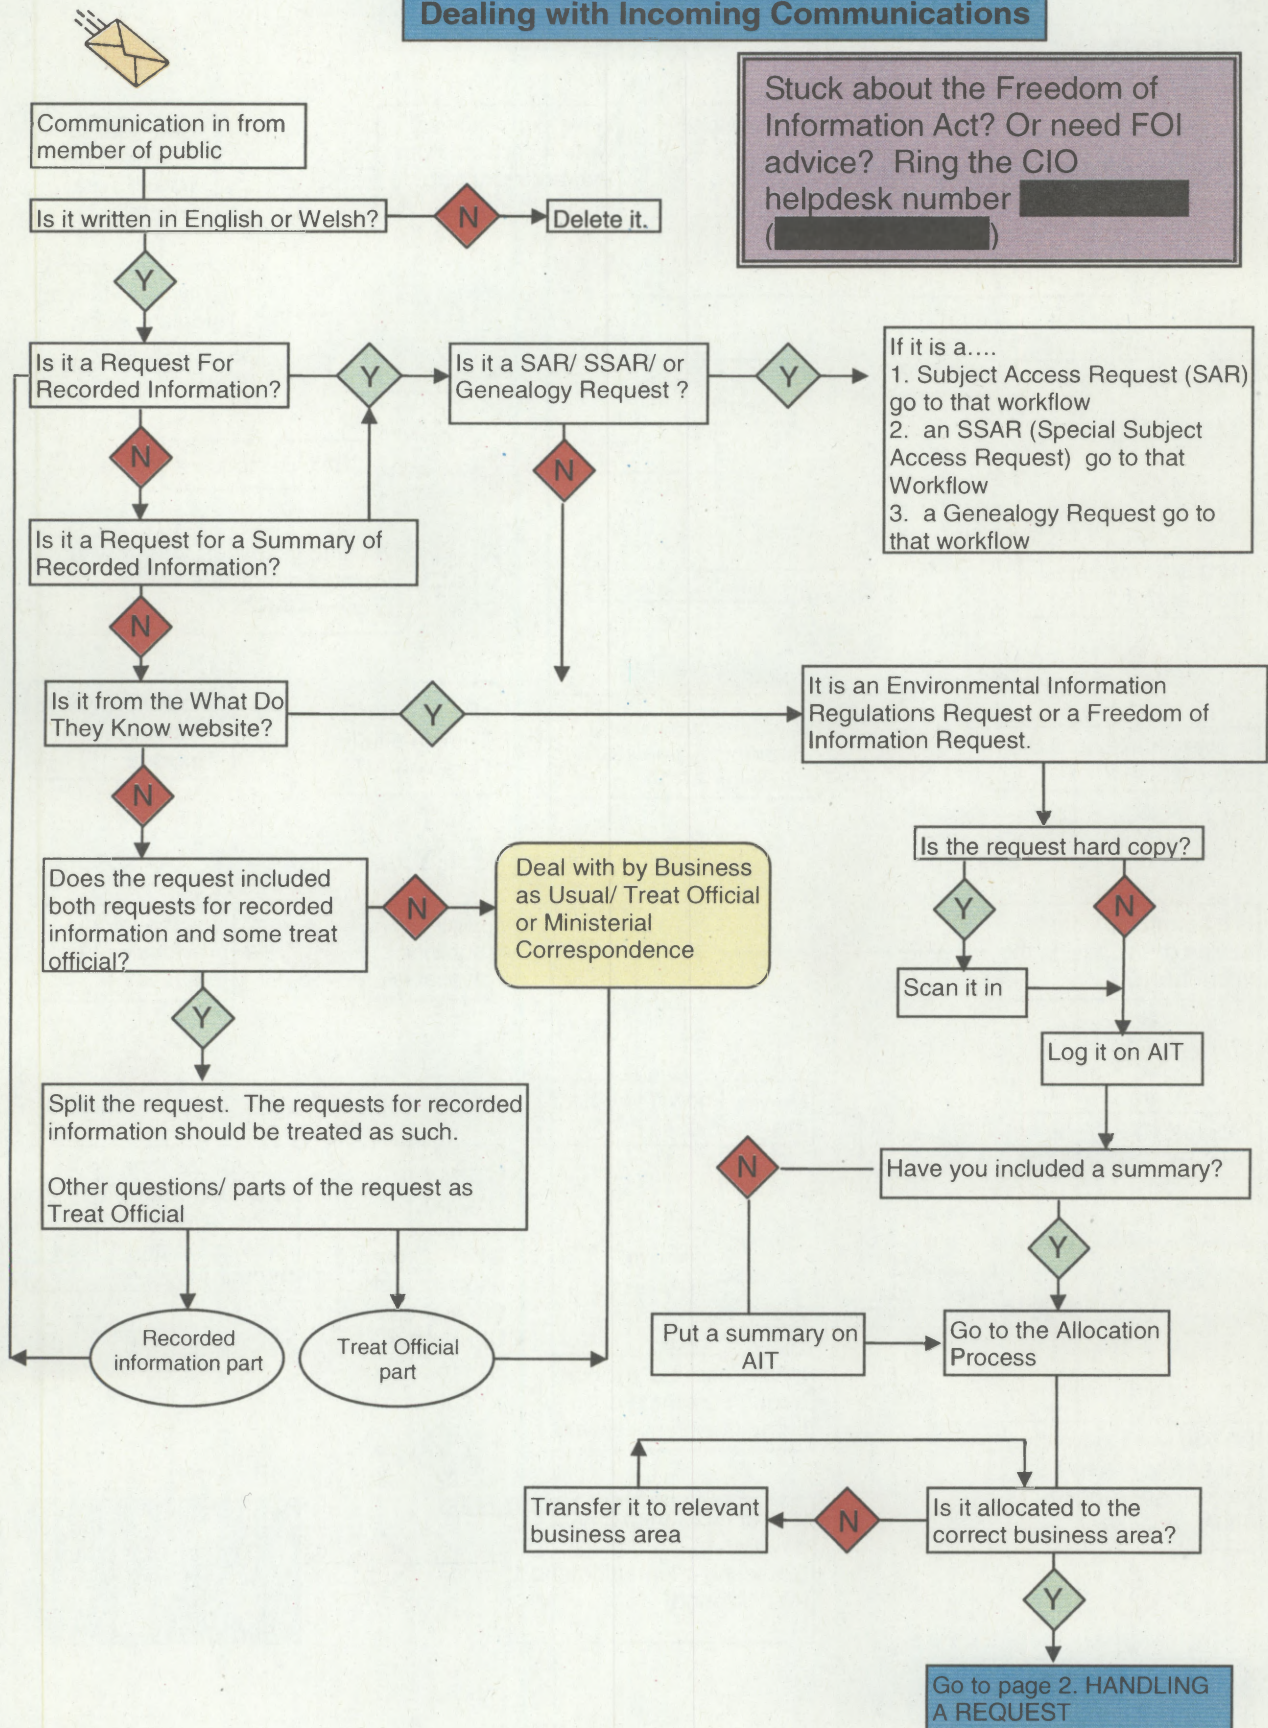 Dealing with Incoming Communications
Stuck about the Freedom of
Information Act? Or need FOI
advice? Ring the CIO
helpdesk number
(
)
Communication in from
member of public
Is it written in English or Welsh?
N
Delete it.
Y
Is it a Request For
Recorded Information?
Y
Is it a SAR/ SSAR/ or
Genealogy Request ?
Y
If it is a....
1. Subject Access Request (SAR)
go to that workflow
2. an SSAR (Special Subject
Access Request) go to that
Workflow
3. a Genealogy Request go to
that workflow
N
N
Is it a Request for a Summary of
Recorded Information?
N
Is it from the What Do
They Know website?
Y
It is an Environmental Information
Regulations Request or a Freedom of
Information Request.
N
Is the request hard copy?
Does the request included
both requests for recorded
information and some treat
official?
N
Deal with by Business
as Usual/ Treat Official
or Ministerial
Correspondence
Y
N
Scan it in
Y
Log it on AIT
Split the request. The requests for recorded
information should be treated as such.
Other questions/ parts of the request as
Treat Official
N
Have you included a summary?
Y
Recorded
information part
Treat Official
part
Put a summary on
AIT
Go to the Allocation
Process
Transfer it to relevant
business area
N
Is it allocated to the
correct business area?
Y
Go to page 2. HANDLING
A REQUEST